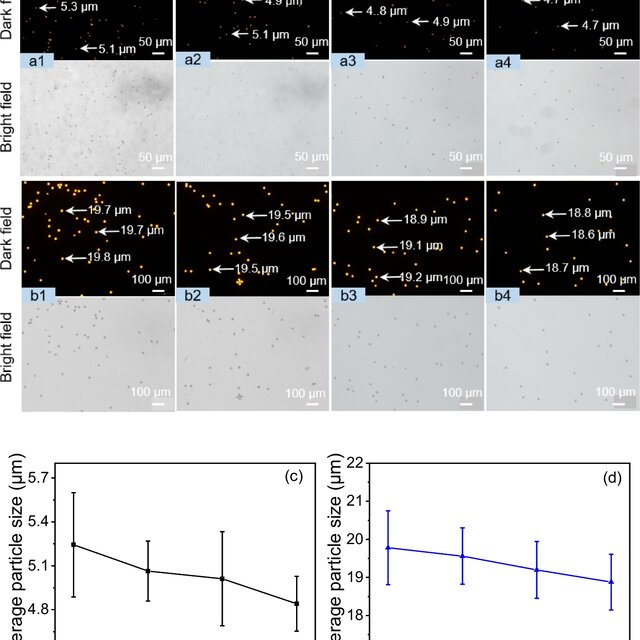 5.3 μm
5.1 μm
50 μm
4.9 μm
5.1 μm
50 μm
4..8 μm
4.9 μm
50 μm
4.7 μm
4.7 μm
50 μm
Dark
a1
a2
a3
a4
Bright field
50 μm
50 μm
50 μm
50 μm
Dark field
19.7 μm
19.7 μm
19.8 μm
100 μm
19.5 μm
19.6 μm
19.5 μm
100 μm
18.9 μm
19.1 μm
19.2 μm
100 μm
18.8 μm
18.6 μm
18.7 μm
100 μm
b1
b2
b3
b4
Bright field
100 μm
100 μm
100 μm
100 μm
(c)
erage particle size (μm)
5.7
5.4
5.1
4.8
(d)
erage particle size (μm)
22
21
20
19
18